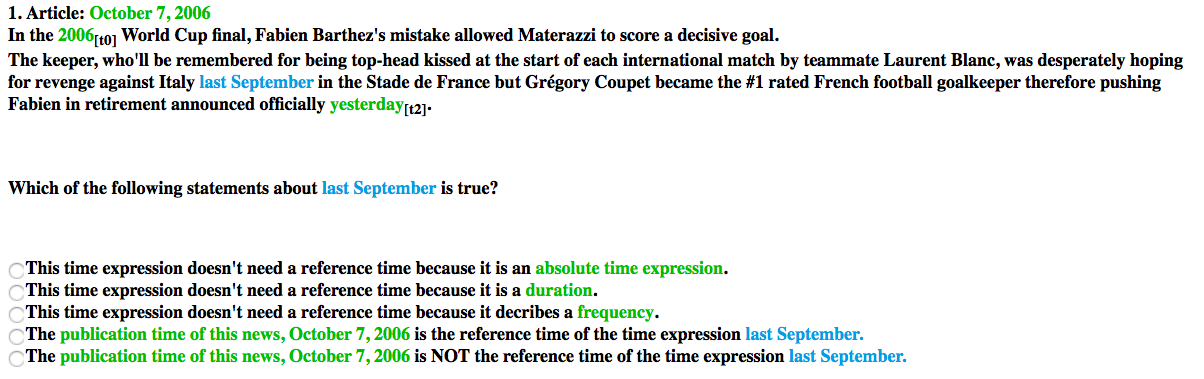 1. Article: October 7, 2006
In the 2006[t0] World Cup final, Fabien Barthez's mistake allowed Materazzi to score a decisive goal.
The keeper, who'll be remembered for being top-head kissed at the start of each international match by teammate Laurent Blanc, was desperately hoping
for revenge against Italy last September in the Stade de France but Grégory Coupet became the #1 rated French football goalkeeper therefore pushing
Fabien in retirement announced officially yesterday[t2].
Which of the following statements about last September is true?
This time expression doesn't need a reference time because it is an absolute time expression.
This time expression doesn't need a reference time because it is a duration.
This time expression doesn't need a reference time because it decribes a frequency.
The publication time of this news, October 7, 2006 is the reference time of the time expression last September.
The publication time of this news, October 7, 2006 is NOT the reference time of the time expression last September.